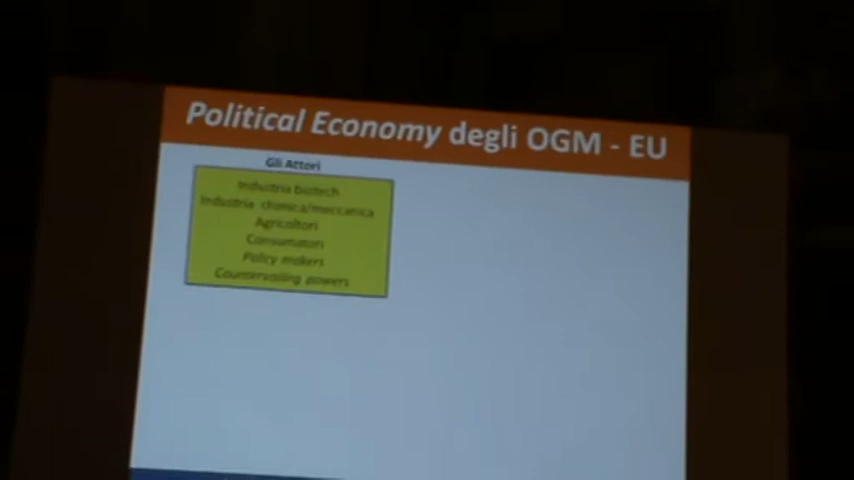 Political Economy degli OGM - EU
Gli Attori
Industria biotech
Industria chimica/meccanica
Agricoltori
Consumatori
Policy makers
Countervailing powers